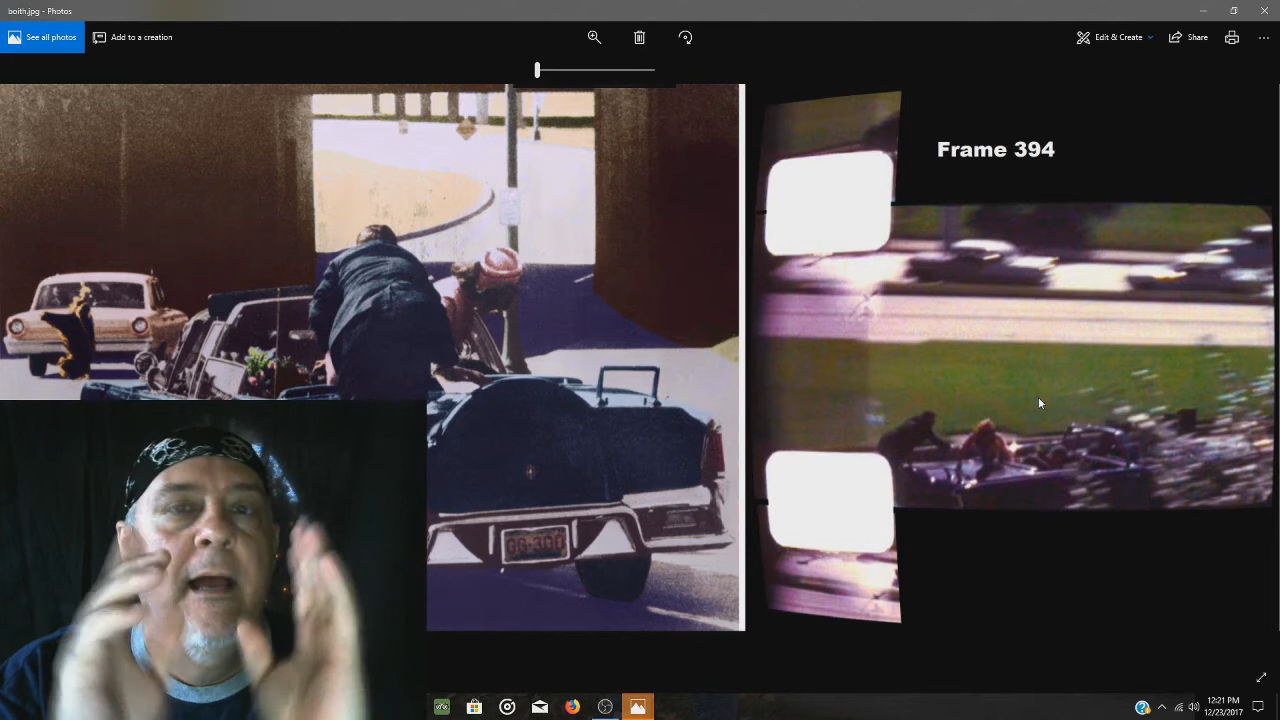 boith.jpg - Photos
See all photos
Add to a creation
Edit & Create
Share
Frame 394
GG-300
12:21 PM
12/23/2017